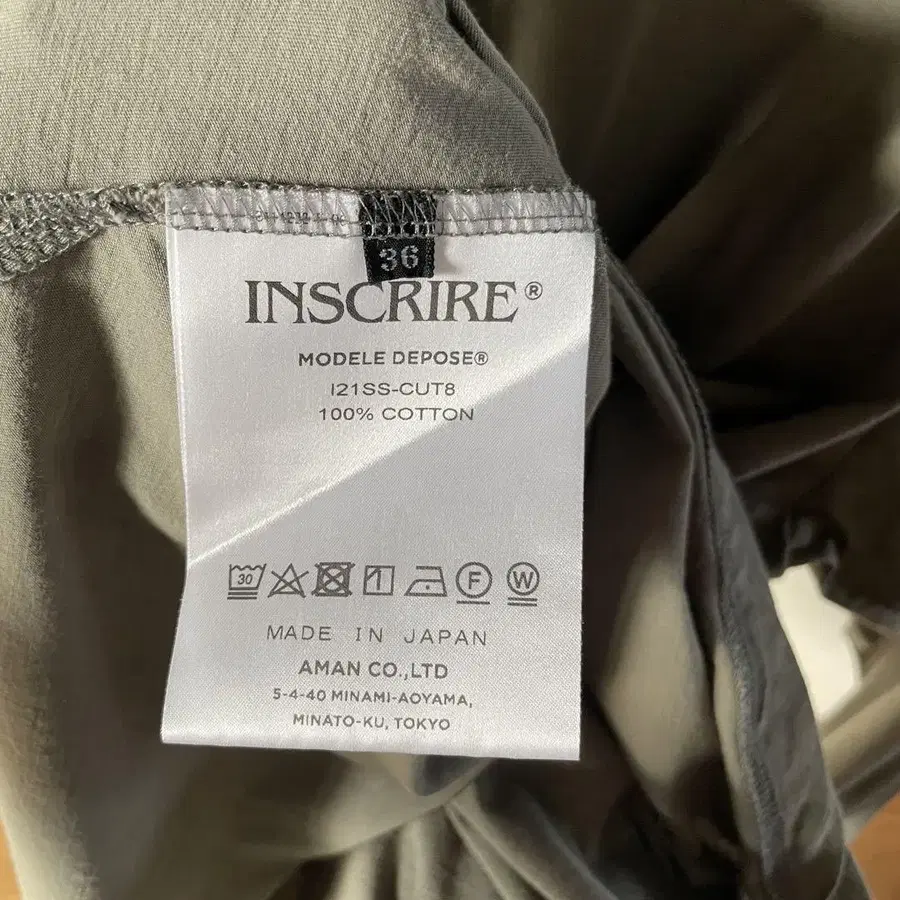 36
INSCRIRE®
MODELE DEPOSE®
I21SS-CUT8
100% COTTON
30 F W
MADE IN JAPAN
AMAN CO.,LTD
5-4-40 MINAMI-AOYAMA,
MINATO-KU, TOKYO